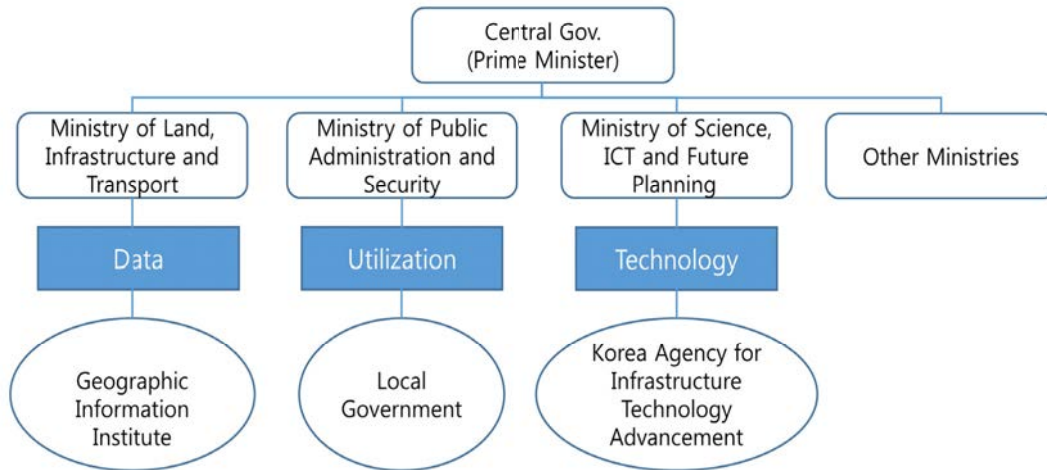 Central Gov.
(Prime Minister)
Ministry of Land,
Infrastructure and
Transport
Ministry of Public
Administration and
Security
Ministry of Science,
ICT and Future
Planning
Other Ministries
Data
Utilization
Technology
Geographic
Information
Institute
Local
Government
Korea Agency for
Infrastructure
Technology
Advancement